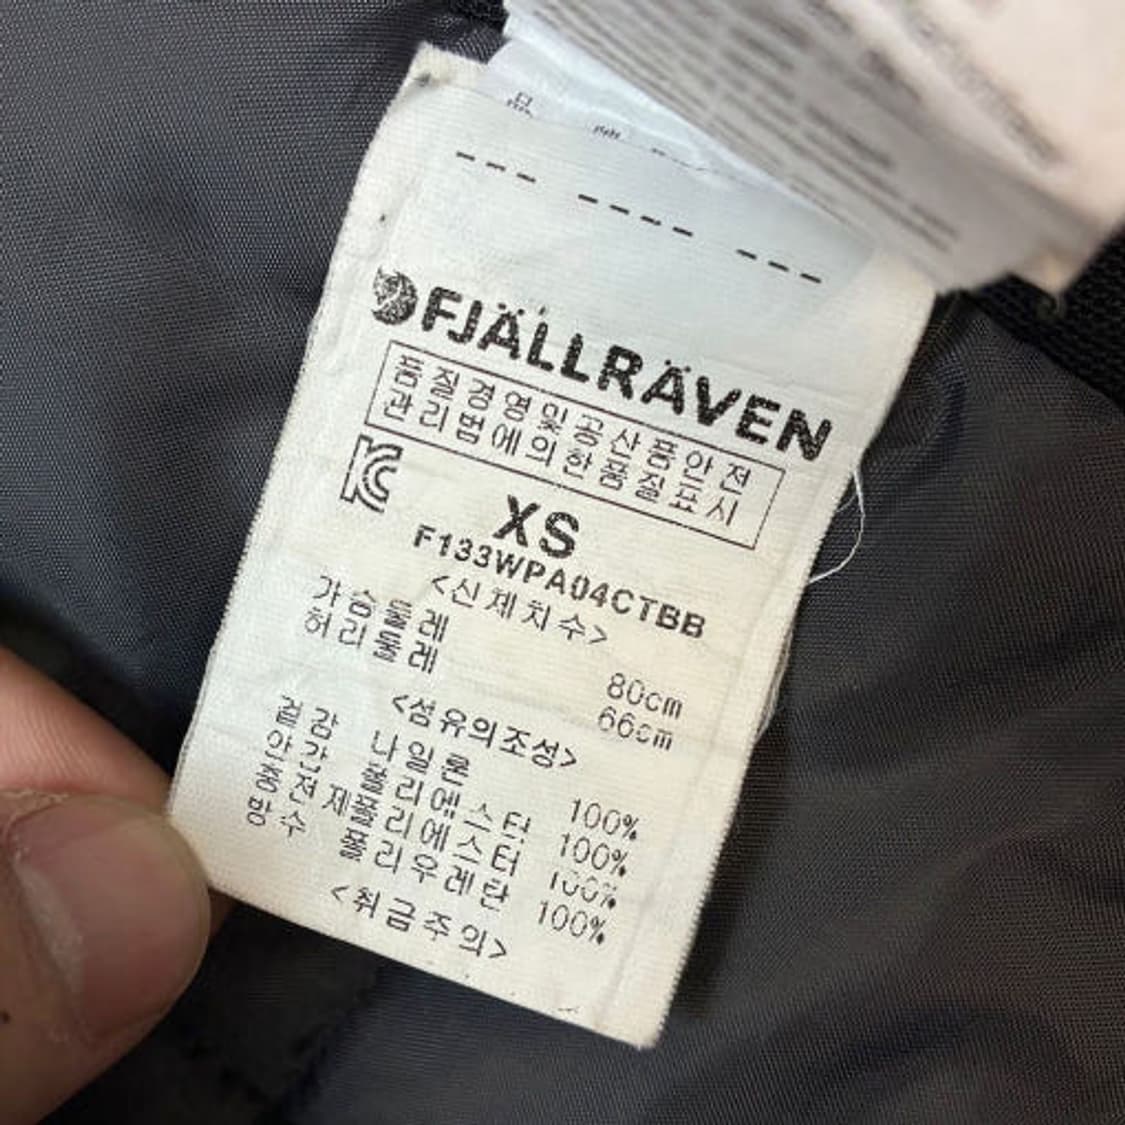 FJÄLLRÄVEN
품질경영및공산품안전
관리법에의한품질표시
XS
F133WPA04CTBB
<신체치수>
가슴둘레 80cm
허리둘레 66cm
<섬유의조성>
겉감 나일론 100%
안감 폴리에스터 100%
충전재 폴리에스터 100%
방수 폴리우레탄 100%
<취급주의>